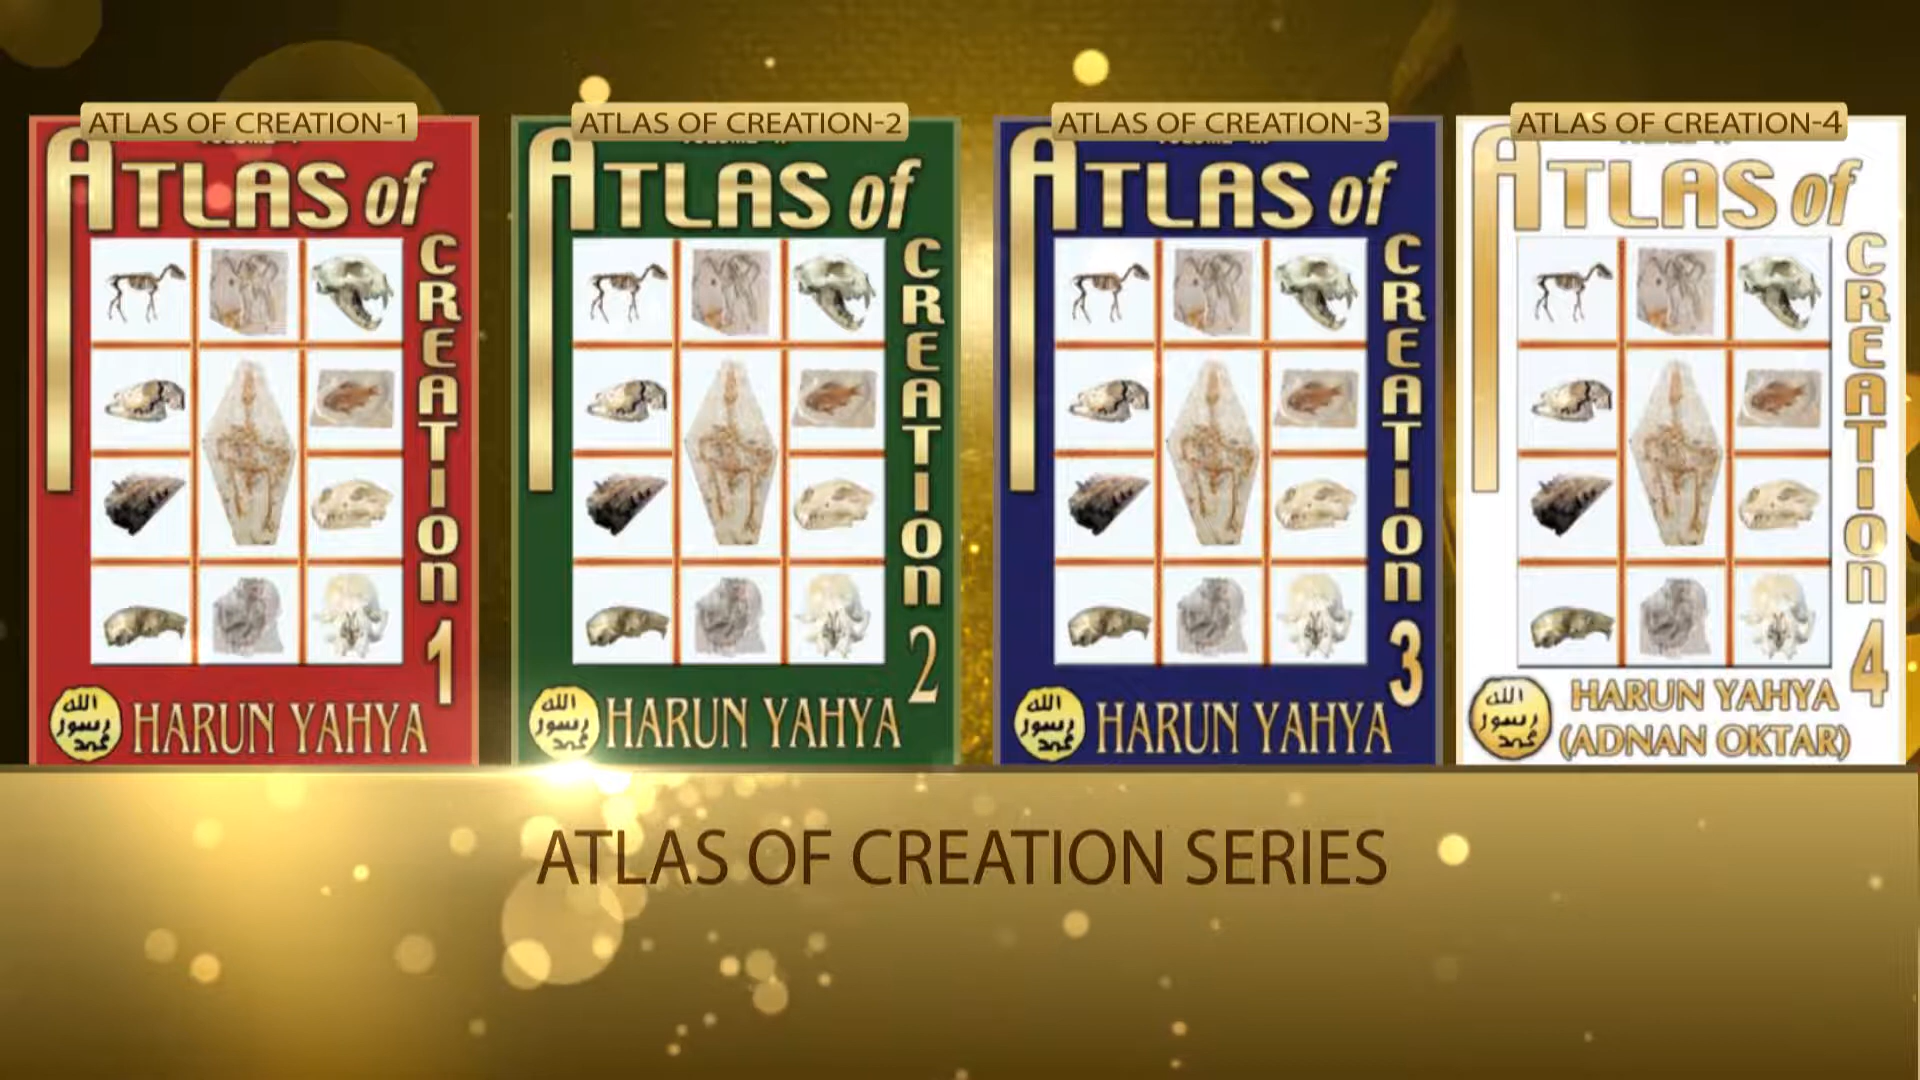 ATLAS OF CREATION-1
ATLAS of
CREATION 1
الله
رسول
محمد
HARUN YAHYA
ATLAS OF CREATION-2
ATLAS of
CREATION 2
الله
رسول
محمد
HARUN YAHYA
ATLAS OF CREATION-3
ATLAS of
CREATION 3
الله
رسول
محمد
HARUN YAHYA
ATLAS OF CREATION-4
ATLAS of
CREATION 4
الله
رسول
محمد
HARUN YAHYA
(ADNAN OKTAR)
ATLAS OF CREATION SERIES